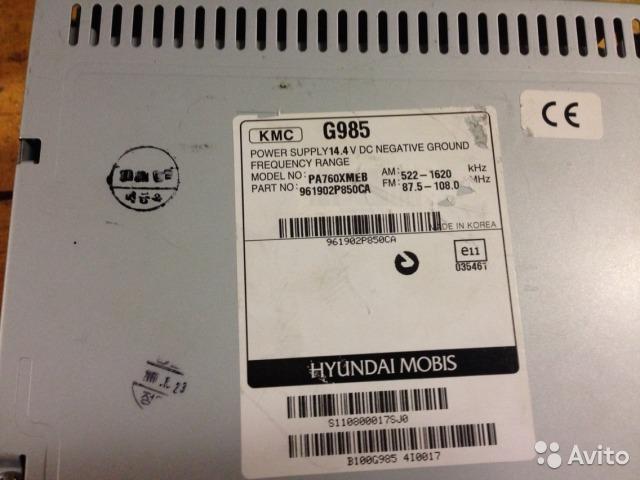 KMC G985
POWER SUPPLY 14.4 V DC NEGATIVE GROUND
FREQUENCY RANGE
MODEL NO: PA760XMEB AM: 522-1620 kHz
PART NO: 961902P850CA FM: 87.5-108.0 MHz
961902P850CA
MADE IN KOREA
e11
035461
HYUNDAI MOBIS
S110800017SJ0
B100G985 4I0017
CE
Avito